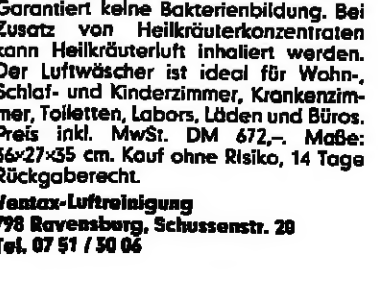 Garantiert keine Bakterienbildung. Bei
Zusatz von Heilkräuterkonzentraten
kann Heilkräuterluft inhaliert werden.
Der Luftwäscher ist ideal für Wohn-,
Schlaf- und Kinderzimmer, Krankenzim-
mer, Toiletten, Labors, Läden und Büros.
Preis inkl. MwSt. DM 672,–. Maße:
56×27×35 cm. Kauf ohne Risiko, 14 Tage
Rückgaberecht.
Ventax-Luftreinigung
798 Ravensburg, Schussenstr. 20
Tel. 07 51 / 50 06